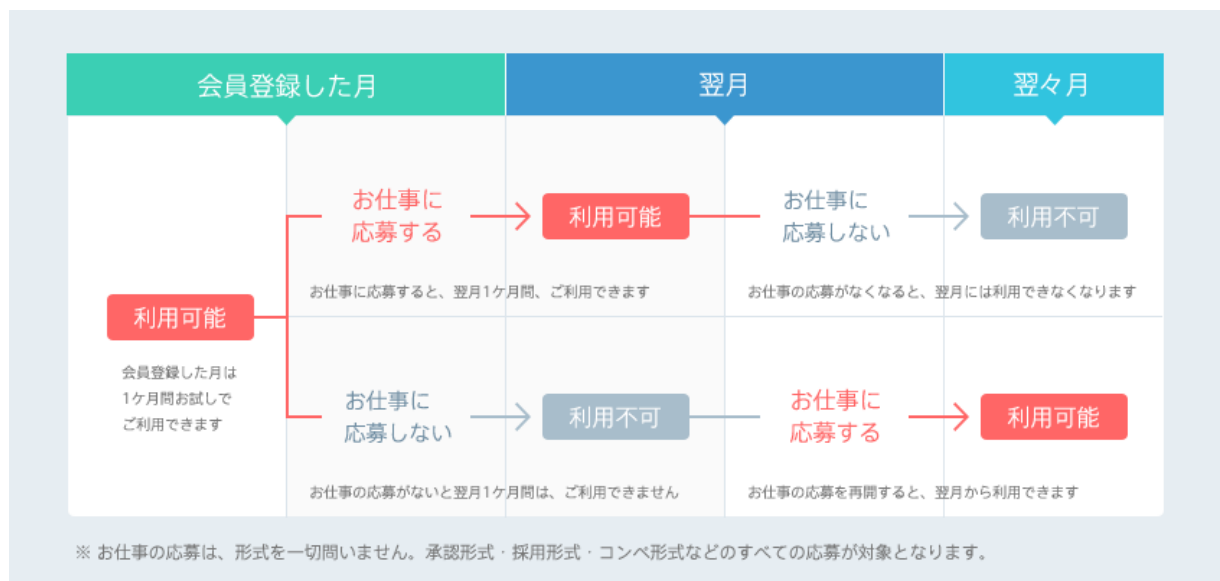 会員登録した月
翌月
翌々月
お仕事に
応募する
利用可能
お仕事に
応募しない
利用不可
お仕事に応募すると、翌月1ケ月間、ご利用できます
お仕事の応募がなくなると、翌月には利用できなくなります
利用可能
会員登録した月は
1ケ月間お試しで
ご利用できます
お仕事に
応募しない
利用不可
お仕事に
応募する
利用可能
お仕事の応募がないと翌月1ケ月間は、ご利用できません
お仕事の応募を再開すると、翌月から利用できます
※ お仕事の応募は、形式を一切問いません。承認形式・採用形式・コンペ形式などのすべての応募が対象となります。